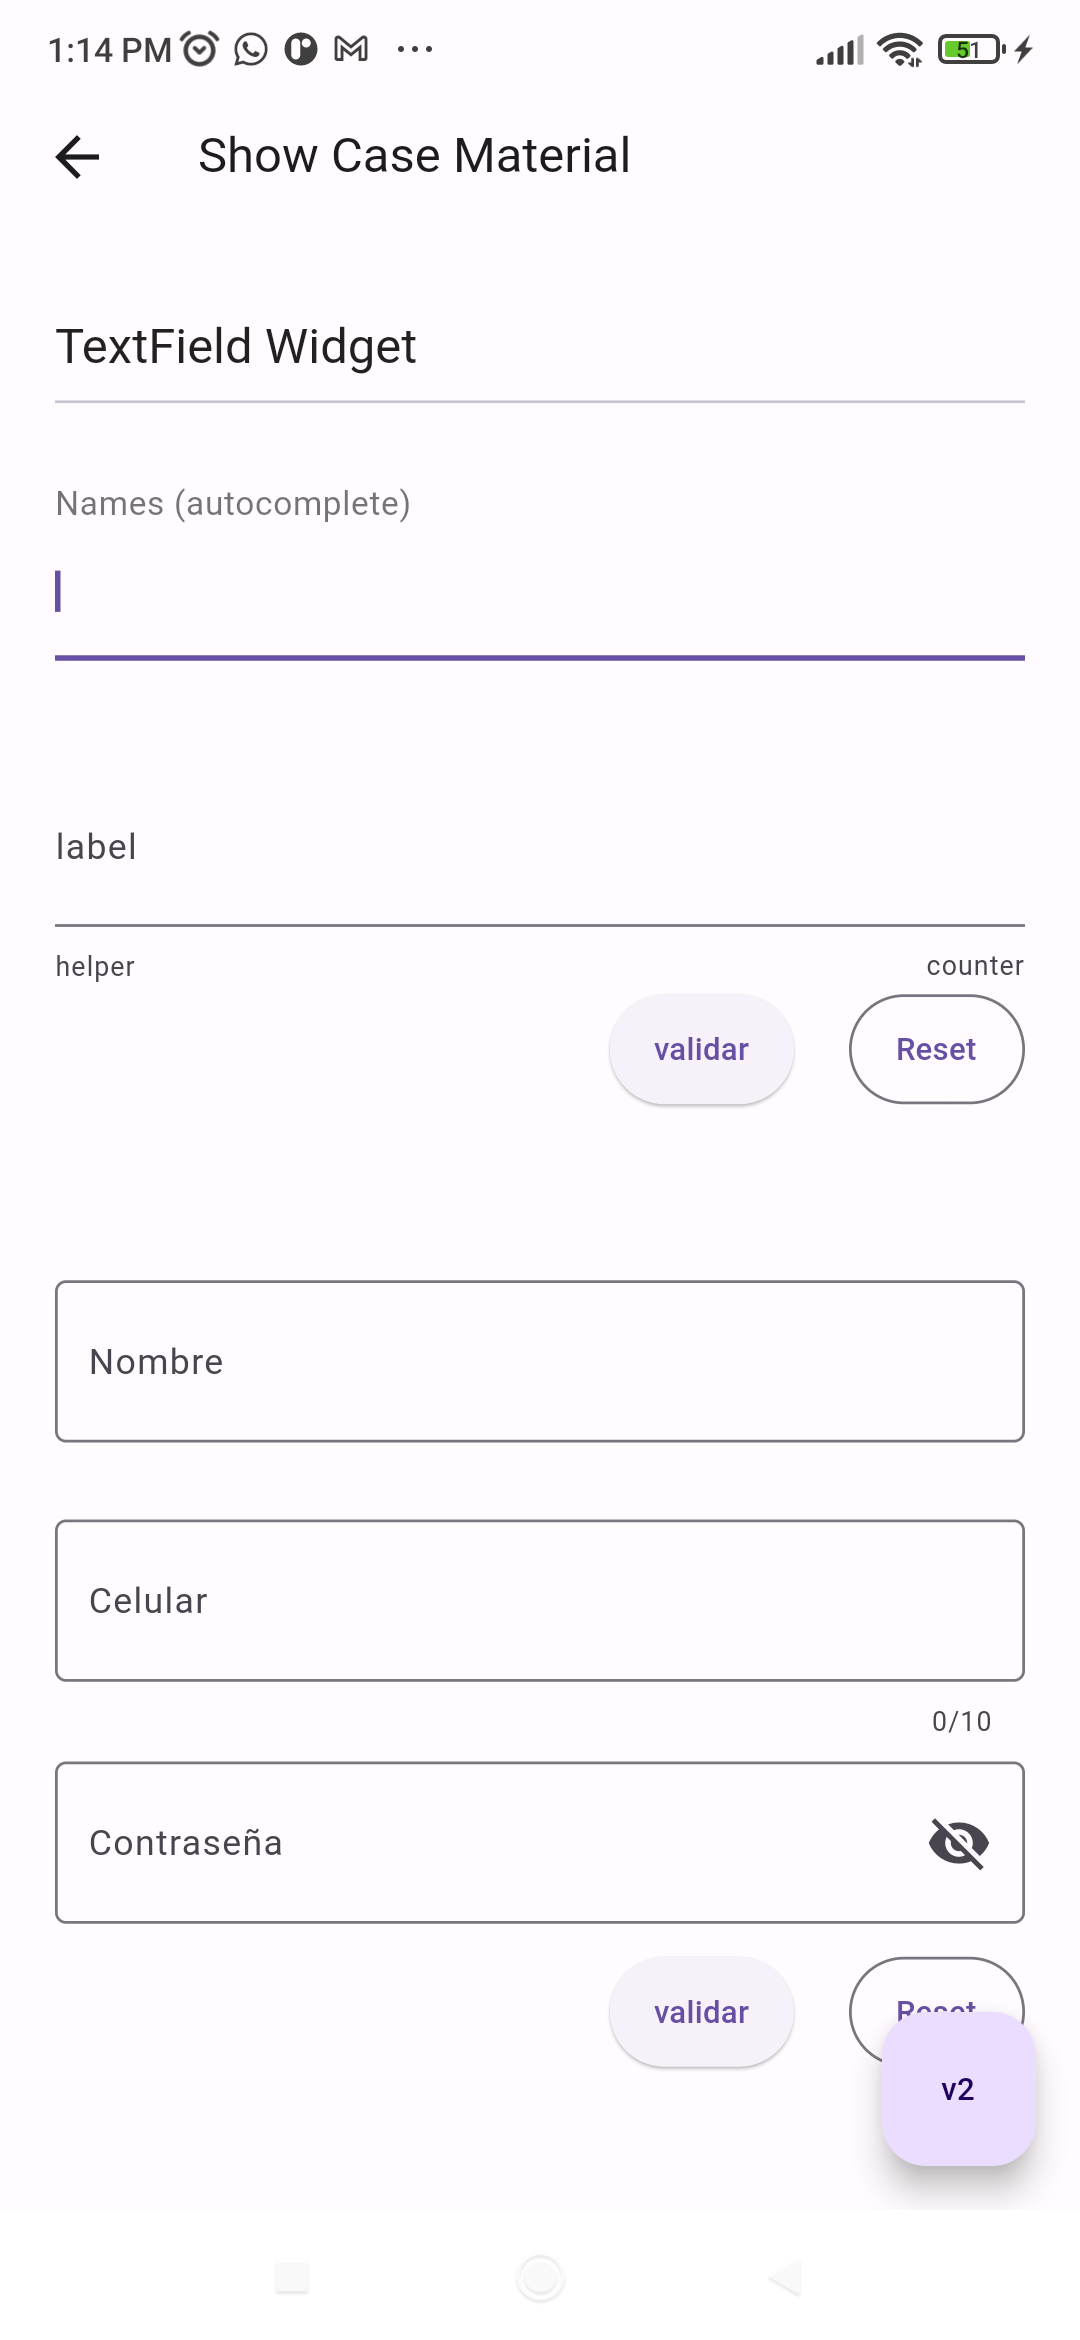 1:14 PM 51
Show Case Material
TextField Widget
Names (autocomplete)
label
helper counter
validar Reset
Nombre
Celular
0/10
Contraseña
validar Reset
v2